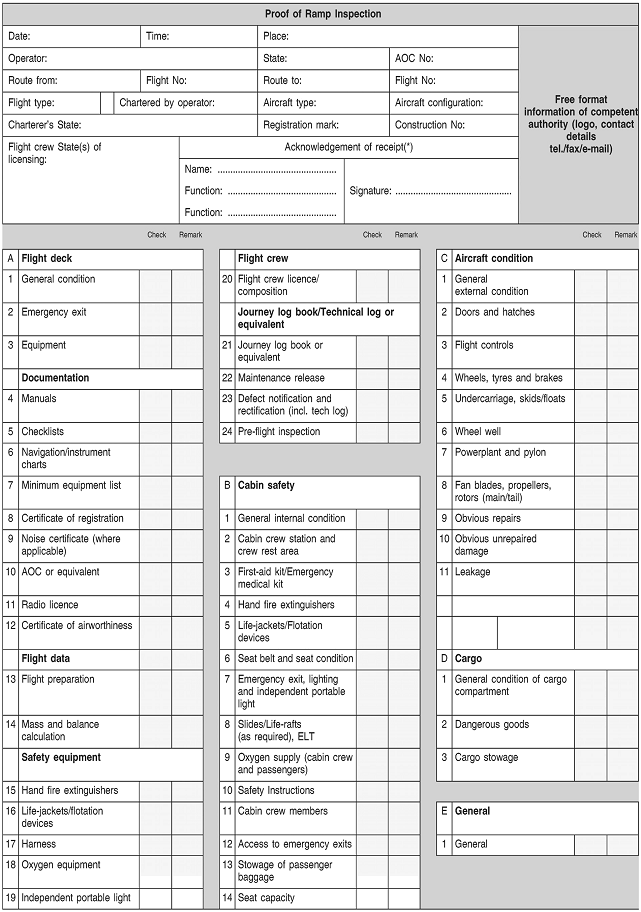 Proof of Ramp Inspection
Date:
Time:
Place:
Operator:
State:
AOC No:
Route from:
Flight No:
Route to:
Flight No:
Flight type:
Chartered by operator:
Aircraft type:
Aircraft configuration:
Charterer's State:
Registration mark:
Construction No:
Free format
information of competent
authority (logo, contact
details
tel./fax/e-mail)
Flight crew State(s) of
licensing:
Acknowledgement of receipt(*)
Name: ............................................
Function: ........................................
Signature: ...........................................
Function: ........................................
Check Remark
A Flight deck
1 General condition
2 Emergency exit
3 Equipment
Documentation
4 Manuals
5 Checklists
6 Navigation/instrument
charts
7 Minimum equipment list
8 Certificate of registration
9 Noise certificate (where
applicable)
10 AOC or equivalent
11 Radio licence
12 Certificate of airworthiness
Flight data
13 Flight preparation
14 Mass and balance
calculation
Safety equipment
15 Hand fire extinguishers
16 Life-jackets/flotation
devices
17 Harness
18 Oxygen equipment
19 Independent portable light
Check Remark
Flight crew
20 Flight crew licence/
composition
Journey log book/Technical log or
equivalent
21 Journey log book or
equivalent
22 Maintenance release
23 Defect notification and
rectification (incl. tech log)
24 Pre-flight inspection
B Cabin safety
1 General internal condition
2 Cabin crew station and
crew rest area
3 First-aid kit/Emergency
medical kit
4 Hand fire extinguishers
5 Life-jackets/Flotation
devices
6 Seat belt and seat condition
7 Emergency exit, lighting
and independent portable
light
8 Slides/Life-rafts
(as required), ELT
9 Oxygen supply (cabin crew
and passengers)
10 Safety Instructions
11 Cabin crew members
12 Access to emergency exits
13 Stowage of passenger
baggage
14 Seat capacity
Check Remark
C Aircraft condition
1 General
external condition
2 Doors and hatches
3 Flight controls
4 Wheels, tyres and brakes
5 Undercarriage, skids/floats
6 Wheel well
7 Powerplant and pylon
8 Fan blades, propellers,
rotors (main/tail)
9 Obvious repairs
10 Obvious unrepaired
damage
11 Leakage
D Cargo
1 General condition of cargo
compartment
2 Dangerous goods
3 Cargo stowage
E General
1 General